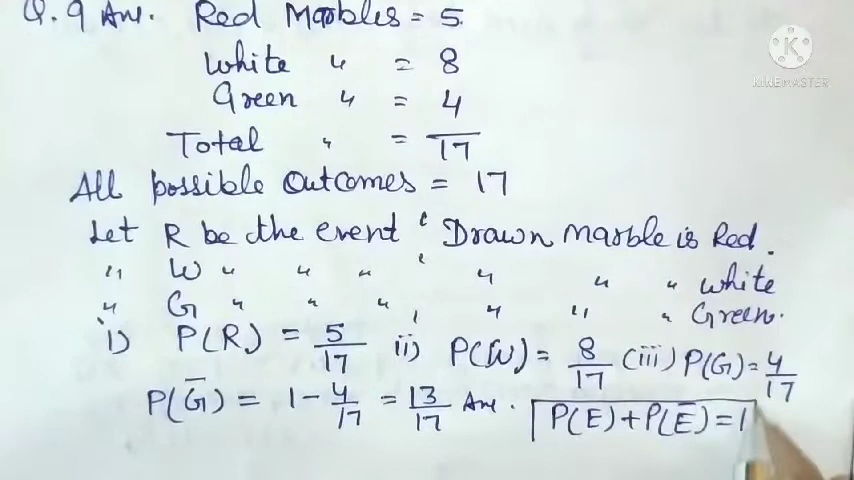 Q.9 Ans. Red Marbles = 5
White " = 8
Green " = 4
Total " = 17
All possible Outcomes = 17
Let R be the event ' Drawn marble is Red.
" W " " " ' " " " white
" G " " " ' " " " Green.
i) P(R) = 5/17 ii) P(W) = 8/17 (iii) P(G) = 4/17
P(G̅) = 1 - 4/17 = 13/17 Ans. P(E) + P(E̅) = 1
KINEMASTER